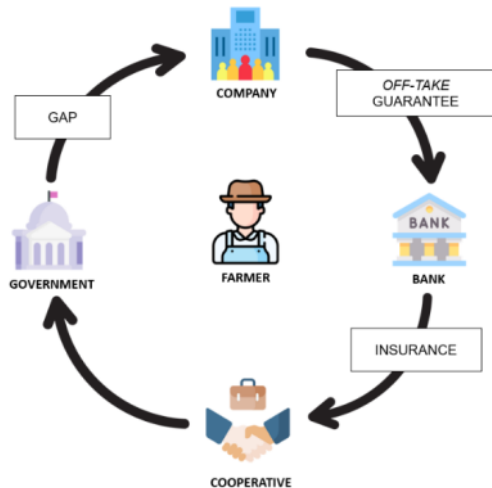 COMPANY
OFF-TAKE
GUARANTEE
GAP
BANK
GOVERNMENT
FARMER
BANK
INSURANCE
COOPERATIVE